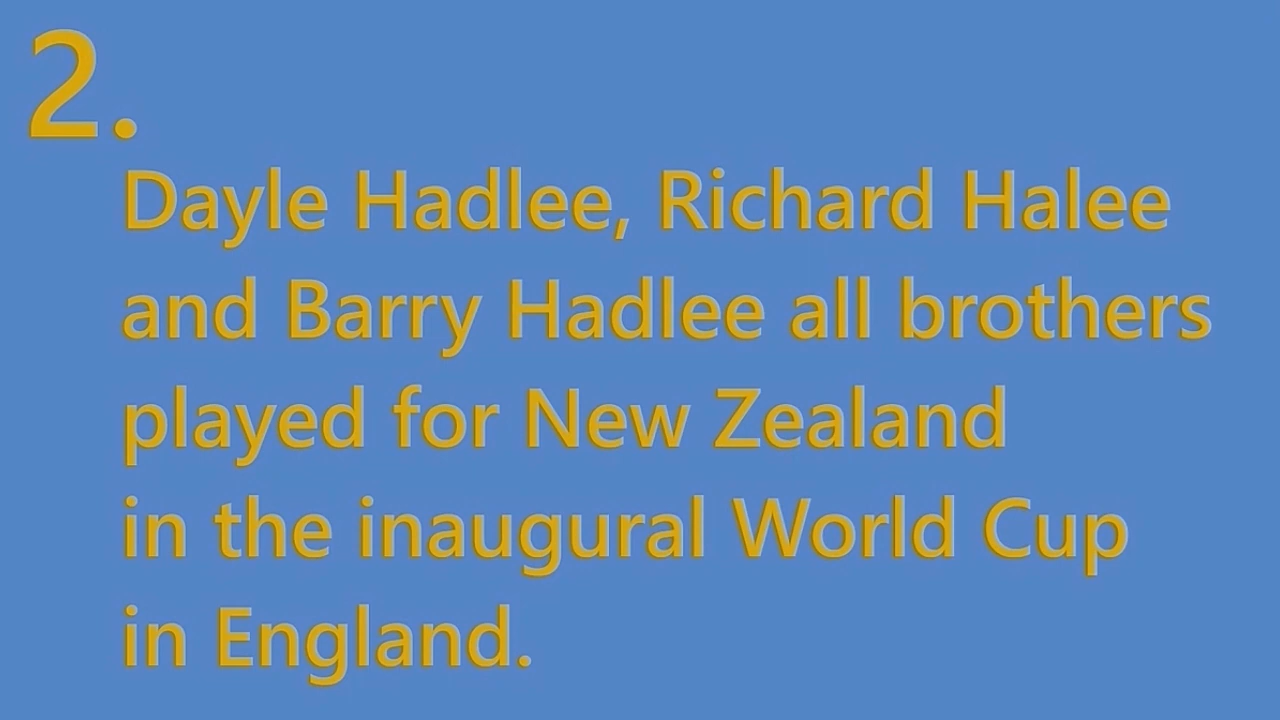 2.
Dayle Hadlee, Richard Halee
and Barry Hadlee all brothers
played for New Zealand
in the inaugural World Cup
in England.